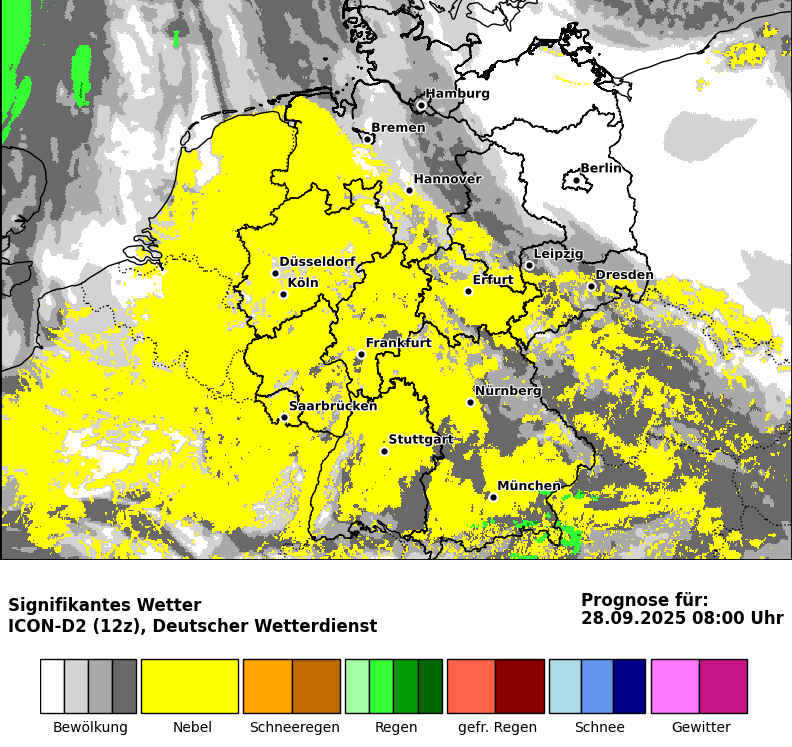 Hamburg
Bremen
Berlin
Hannover
Leipzig
Düsseldorf
Dresden
Köln
Erfurt
Frankfurt
Nürnberg
Saarbrücken
Stuttgart
München
Signifikantes Wetter
ICON-D2 (12z), Deutscher Wetterdienst
Prognose für:
28.09.2025 08:00 Uhr
Bewölkung Nebel Schneeregen Regen gefr. Regen Schnee Gewitter